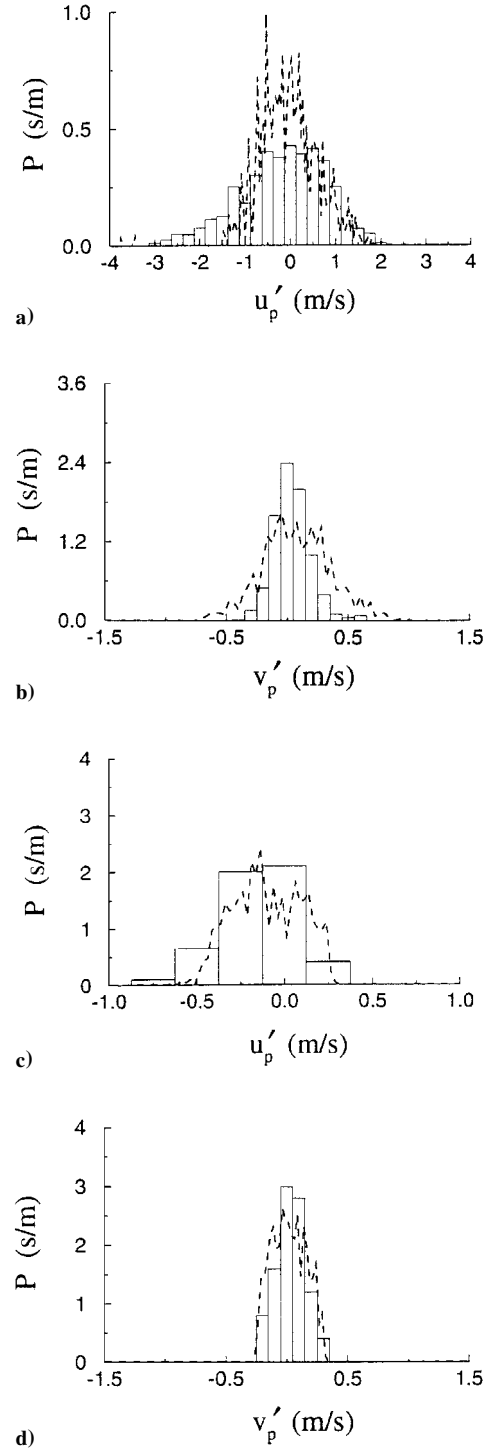 1.0
0.5
0.0
P (s/m)
-4 -3 -2 -1 0 1 2 3 4
u_p' (m/s)
a)
3.6
2.4
1.2
0.0
P (s/m)
-1.5 -0.5 0.5 1.5
v_p' (m/s)
b)
4
3
2
1
0
P (s/m)
-1.0 -0.5 0.0 0.5 1.0
u_p' (m/s)
c)
4
3
2
1
0
P (s/m)
-1.5 -0.5 0.5 1.5
v_p' (m/s)
d)